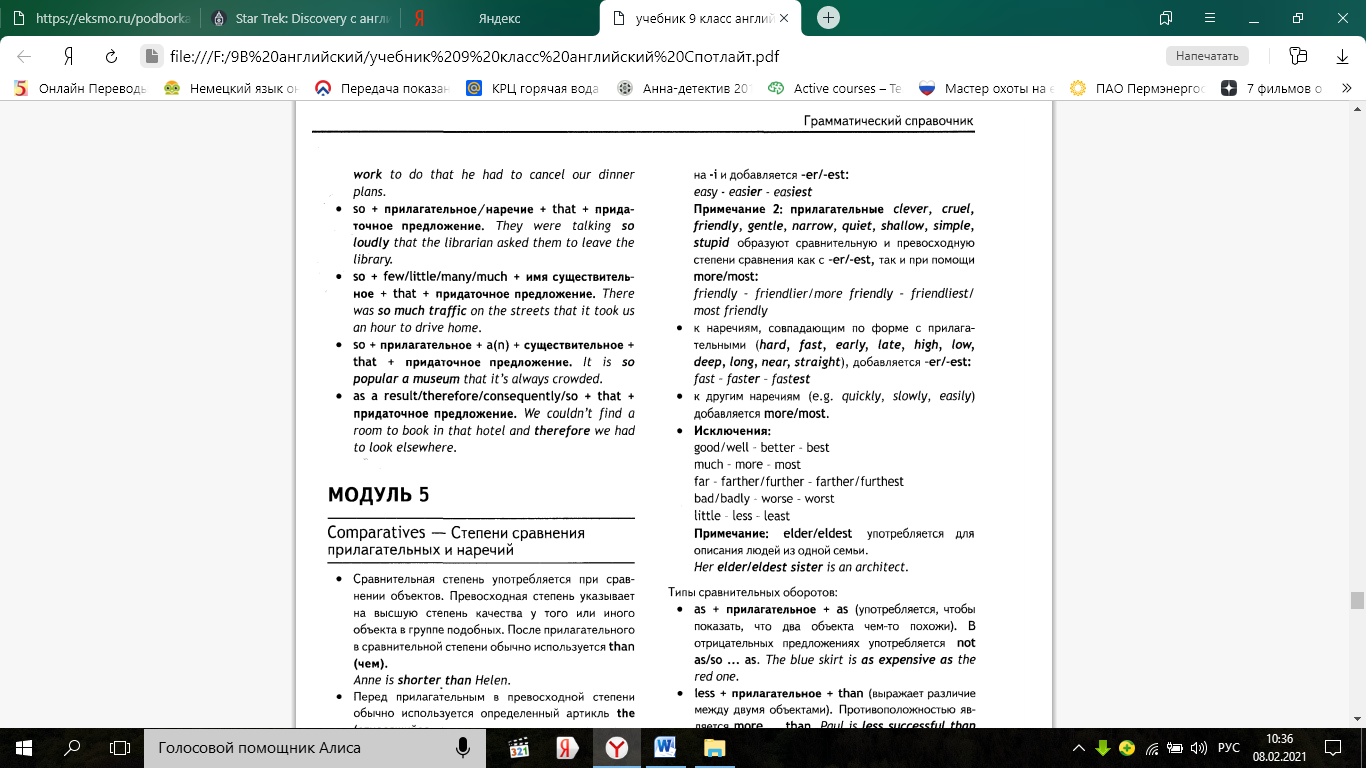 https://eksmo.ru/podborka
Star Trek: Discovery с англи
Яндекс
учебник 9 класс англий
file:///F:/9B%20английский/учебник%209%20класс%20английский%20Спотлайт.pdf
Напечатать
Онлайн Переводь
Немецкий язык он
Передача показан
КРЦ горячая вода
Анна-детектив 20
Active courses – Te
Мастер охоты на е
ПАО Пермэнергос
7 фильмов о
Грамматический справочник
work to do that he had to cancel our dinner
plans.
• so + прилагательное/наречие + that + прида-
точное предложение. They were talking so
loudly that the librarian asked them to leave the
library.
• so + few/little/many/much + имя существитель-
ное + that + придаточное предложение. There
was so much traffic on the streets that it took us
an hour to drive home.
• so + прилагательное + a(n) + существительное +
that + придаточное предложение. It is so
popular a museum that it's always crowded.
• as a result/therefore/consequently/so + that +
придаточное предложение. We couldn't find a
room to book in that hotel and therefore we had
to look elsewhere.
МОДУЛЬ 5
Comparatives — Степени сравнения
прилагательных и наречий
• Сравнительная степень употребляется при срав-
нении объектов. Превосходная степень указывает
на высшую степень качества у того или иного
объекта в группе подобных. После прилагательного
в сравнительной степени обычно используется than
(чем).
Anne is shorter than Helen.
• Перед прилагательным в превосходной степени
обычно используется определенный артикль the
на -i и добавляется -er/-est:
easy - easier - easiest
Примечание 2: прилагательные clever, cruel,
friendly, gentle, narrow, quiet, shallow, simple,
stupid образуют сравнительную и превосходную
степени сравнения как с -er/-est, так и при помощи
more/most:
friendly - friendlier/more friendly - friendliest/
most friendly
• к наречиям, совпадающим по форме с прилага-
тельными (hard, fast, early, late, high, low,
deep, long, near, straight), добавляется -er/-est:
fast - faster - fastest
• к другим наречиям (e.g. quickly, slowly, easily)
добавляется more/most.
• Исключения:
good/well - better - best
much - more - most
far - farther/further - farther/furthest
bad/badly - worse - worst
little - less - least
Примечание: elder/eldest употребляется для
описания людей из одной семьи.
Her elder/eldest sister is an architect.
Типы сравнительных оборотов:
• as + прилагательное + as (употребляется, чтобы
показать, что два объекта чем-то похожи). В
отрицательных предложениях употребляется not
as/so ... as. The blue skirt is as expensive as the
red one.
• less + прилагательное + than (выражает различие
между двумя объектами). Противоположностью яв-
ляется more ... than. Paul is less successful than
Голосовой помощник Алиса
РУС
10:36
08.02.2021